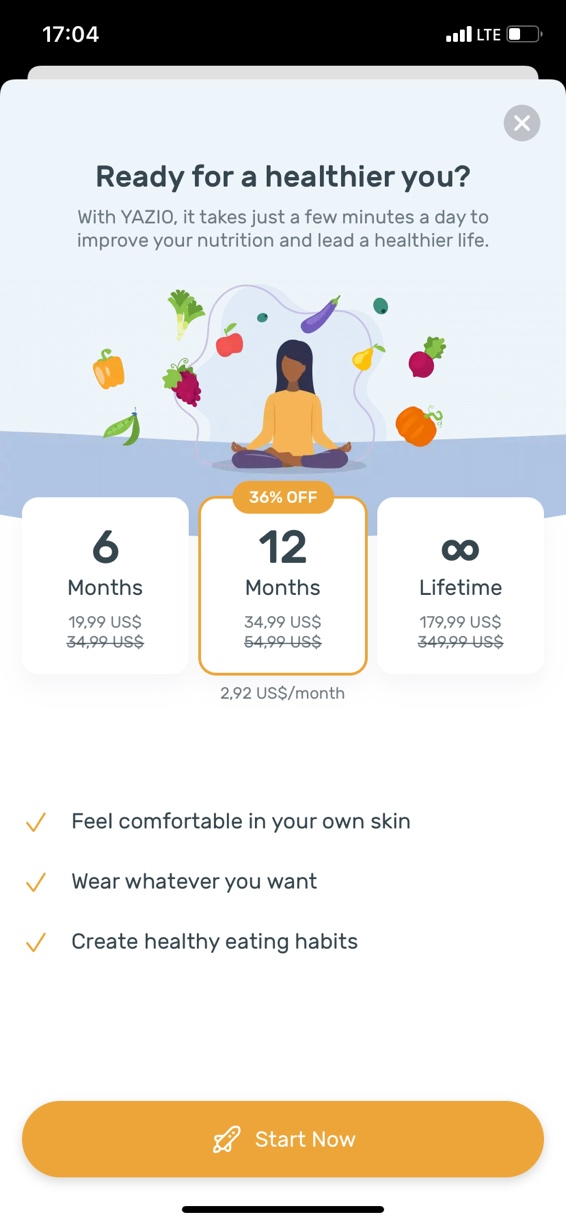 17:04
LTE
Ready for a healthier you?
With YAZIO, it takes just a few minutes a day to
improve your nutrition and lead a healthier life.
36% OFF
6
Months
19,99 US$
34,99 US$
12
Months
34,99 US$
54,99 US$
∞
Lifetime
179,99 US$
349,99 US$
2,92 US$/month
Feel comfortable in your own skin
Wear whatever you want
Create healthy eating habits
Start Now